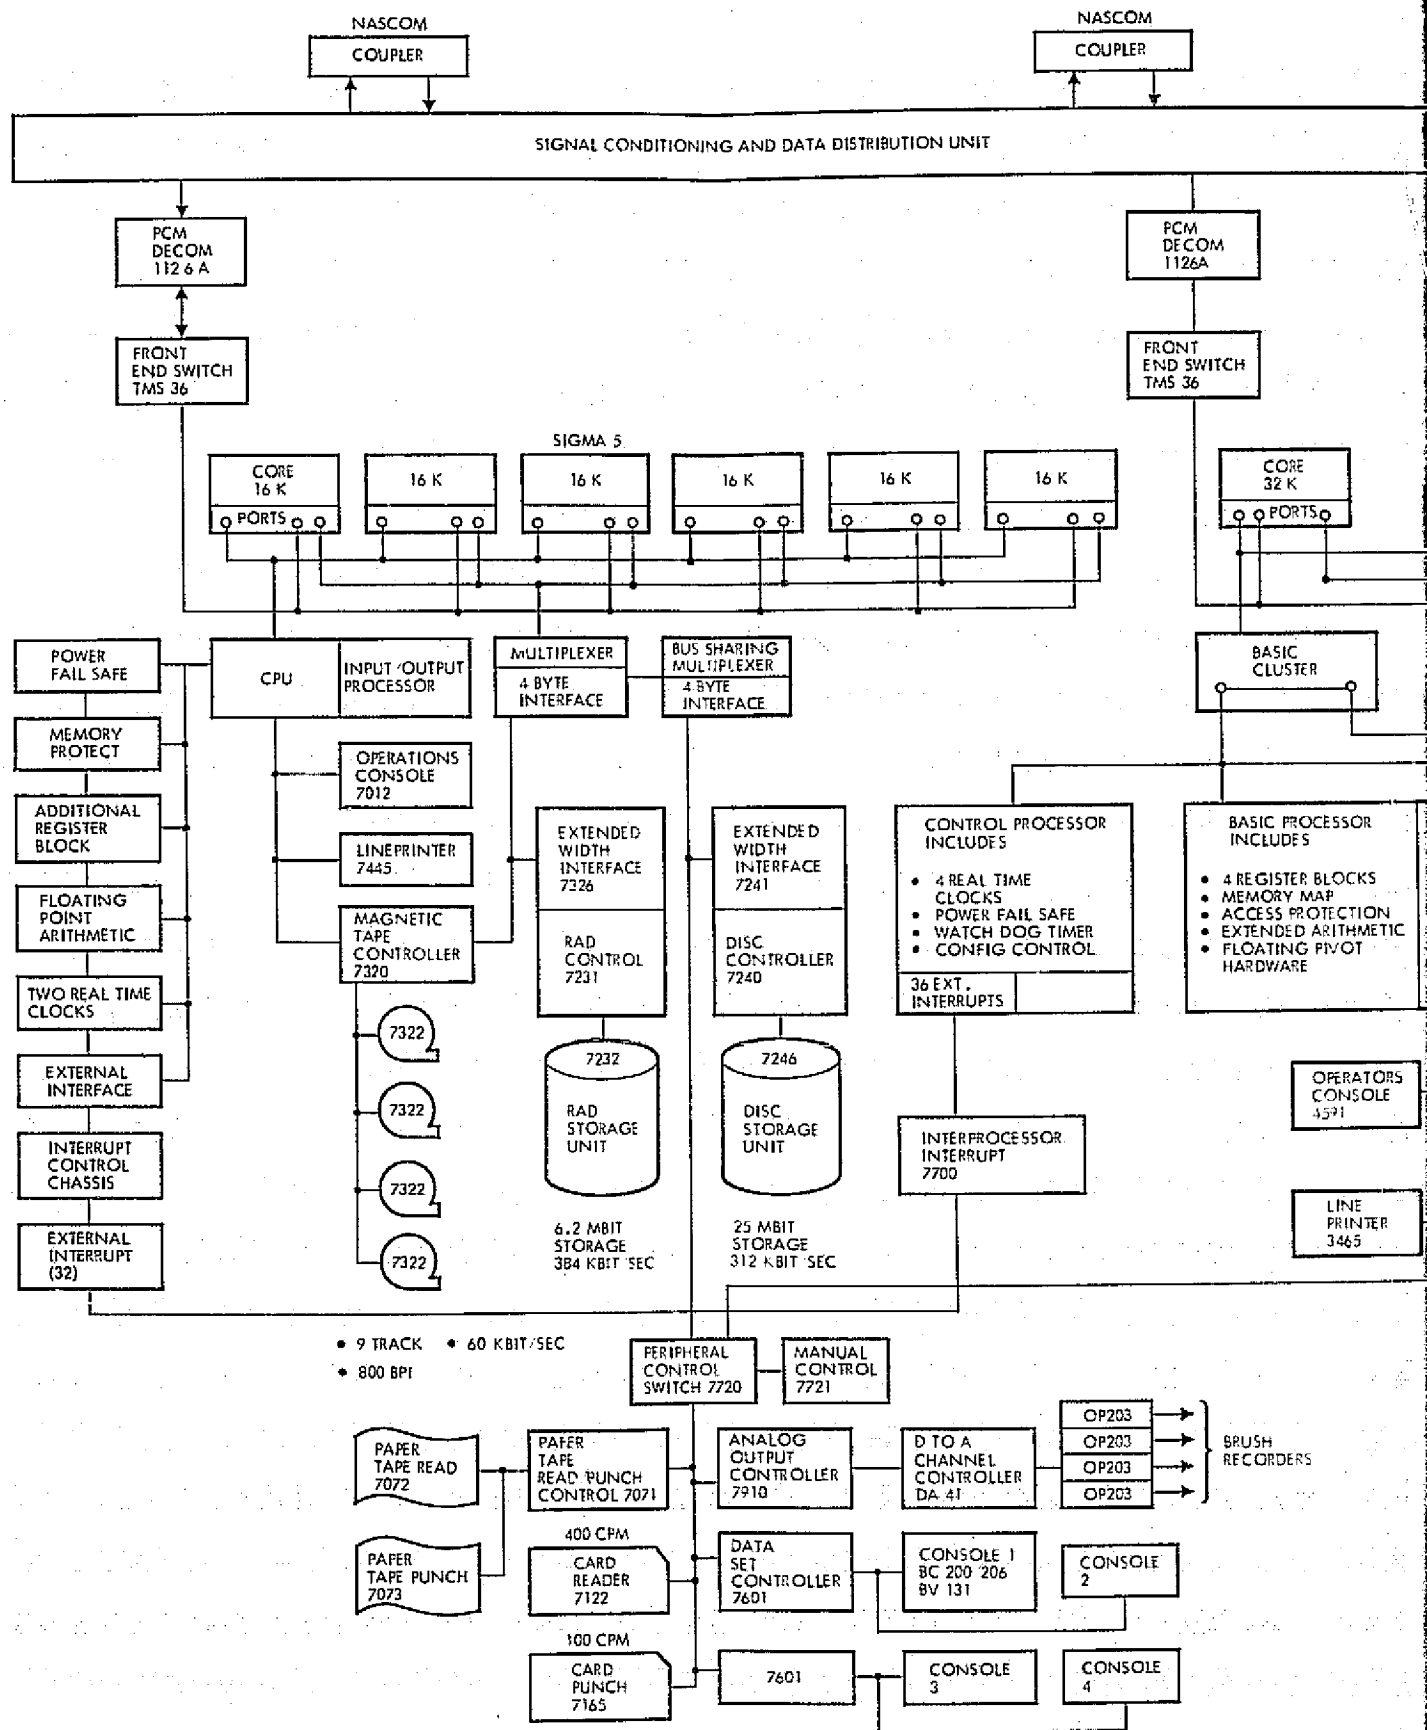 NASCOM
COUPLER
NASCOM
COUPLER
SIGNAL CONDITIONING AND DATA DISTRIBUTION UNIT
PCM
DECOM
112 6 A
PCM
DECOM
1126A
FRONT
END SWITCH
TMS 36
FRONT
END SWITCH
TMS 36
SIGMA 5
CORE
16 K
PORTS
16 K
16 K
16 K
16 K
16 K
CORE
32 K
PORTS
POWER
FAIL SAFE
MEMORY
PROTECT
ADDITIONAL
REGISTER
BLOCK
FLOATING
POINT
ARITHMETIC
TWO REAL TIME
CLOCKS
EXTERNAL
INTERFACE
INTERRUPT
CONTROL
CHASSIS
EXTERNAL
INTERRUPT
(32)
CPU
INPUT/OUTPUT
PROCESSOR
MULTIPLEXER
4 BYTE
INTERFACE
BUS SHARING
MULTIPLEXER
4 BYTE
INTERFACE
BASIC
CLUSTER
OPERATIONS
CONSOLE
7012
LINEPRINTER
7445
MAGNETIC
TAPE
CONTROLLER
7320
7322
7322
7322
7322
EXTENDED
WIDTH
INTERFACE
7326
RAD
CONTROL
7231
7232
RAD
STORAGE
UNIT
6.2 MBIT
STORAGE
384 KBIT SEC
EXTENDED
WIDTH
INTERFACE
7241
DISC
CONTROLLER
7240
7246
DISC
STORAGE
UNIT
25 MBIT
STORAGE
312 KBIT SEC
CONTROL PROCESSOR
INCLUDES
• 4 REAL TIME
CLOCKS
• POWER FAIL SAFE
• WATCH DOG TIMER
• CONFIG CONTROL
36 EXT.
INTERRUPTS
BASIC PROCESSOR
INCLUDES
• 4 REGISTER BLOCKS
• MEMORY MAP
• ACCESS PROTECTION
• EXTENDED ARITHMETIC
• FLOATING PIVOT
HARDWARE
INTERPROCESSOR
INTERRUPT
7700
OPERATORS
CONSOLE
4591
LINE
PRINTER
3465
• 9 TRACK • 60 KBIT/SEC
• 800 BPI
PERIPHERAL
CONTROL
SWITCH 7720
MANUAL
CONTROL
7721
PAPER
TAPE READ
7072
PAPER
TAPE
READ/PUNCH
CONTROL 7071
PAPER
TAPE PUNCH
7073
400 CPM
CARD
READER
7122
100 CPM
CARD
PUNCH
7165
ANALOG
OUTPUT
CONTROLLER
7910
D TO A
CHANNEL
CONTROLLER
DA 41
OP203
OP203
OP203
OP203
BRUSH
RECORDERS
DATA
SET
CONTROLLER
7601
CONSOLE 1
BC 200 206
BV 131
CONSOLE
2
7601
CONSOLE
3
CONSOLE
4